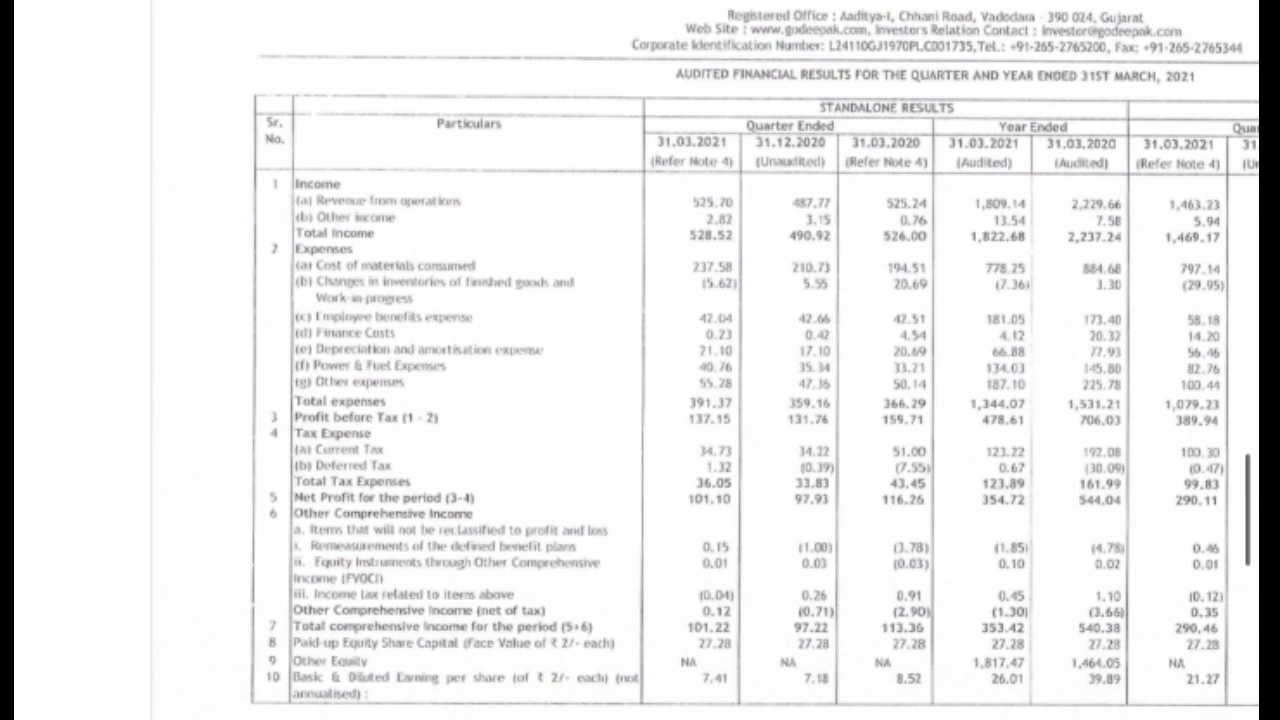 Registered Office : Aaditya-I, Chhani Road, Vadodara - 390 024, Gujarat
Web Site : www.godeepak.com, Investors Relation Contact : Investor@godeepak.com
Corporate Identification Number: L24110GJ1970PLC001735,TeL.: +91-265-2765200, Fax: +91-265-2765344
AUDITED FINANCIAL RESULTS FOR THE QUARTER AND YEAR ENDED 31ST MARCH, 2021
STANDALONE RESULTS
Sr. No. Particulars Quarter Ended Year Ended Quar
31.03.2021 31.12.2020 31.03.2020 31.03.2021 31.03.2020 31.03.2021 31.
(Refer Note 4) (Unaudited) (Refer Note 4) (Audited) (Audited) (Refer Note 4) (Ur
1 Income
(a) Revenue from operations 525.70 487.77 525.24 1,809.14 2,229.66 1,463.23
(b) Other income 2.82 3.15 0.76 13.54 7.58 5.94
Total Income 528.52 490.92 526.00 1,822.68 2,237.24 1,469.17
2 Expenses
(a) Cost of materials consumed 237.58 210.73 194.51 778.25 884.68 797.14
(b) Changes in inventories of finished goods and (5.62) 5.55 20.69 (7.36) 3.30 (29.95)
Work-in-progress
(c) Employee benefits expense 42.04 42.66 42.51 181.05 173.40 58.18
(d) Finance Costs 0.23 0.42 4.54 4.12 20.32 14.20
(e) Depreciation and amortisation expense 21.10 17.10 20.69 66.88 77.93 56.46
(f) Power & Fuel Expenses 40.76 35.34 33.21 134.03 145.80 82.76
(g) Other expenses 55.28 47.36 50.14 187.10 225.78 100.44
Total expenses 391.37 359.16 366.29 1,344.07 1,531.21 1,079.23
3 Profit before Tax (1 - 2) 137.15 131.76 159.71 478.61 706.03 389.94
4 Tax Expense
(a) Current Tax 34.73 34.22 51.00 123.22 192.08 100.30
(b) Deferred Tax 1.32 (0.39) (7.55) 0.67 (30.09) (0.47)
Total Tax Expenses 36.05 33.83 43.45 123.89 161.99 99.83
5 Net Profit for the period (3-4) 101.10 97.93 116.26 354.72 544.04 290.11
6 Other Comprehensive Income
a. Items that will not be reclassified to profit and loss
i. Remeasurements of the defined benefit plans 0.15 (1.00) (3.78) (1.85) (4.78) 0.46
ii. Equity Instruments through Other Comprehensive 0.01 0.03 (0.03) 0.10 0.02 0.01
Income (FVOCI)
iii. Income tax related to items above (0.04) 0.26 0.91 0.45 1.10 (0.12)
Other Comprehensive Income (net of tax) 0.12 (0.71) (2.90) (1.30) (3.66) 0.35
7 Total comprehensive income for the period (5+6) 101.22 97.22 113.36 353.42 540.38 290.46
8 Paid-up Equity Share Capital (Face Value of ₹ 2/- each) 27.28 27.28 27.28 27.28 27.28 27.28
9 Other Equity NA NA NA 1,817.47 1,464.05 NA
10 Basic & Diluted Earning per share (of ₹ 2/- each) (not 7.41 7.18 8.52 26.01 39.89 21.27
annualised) :